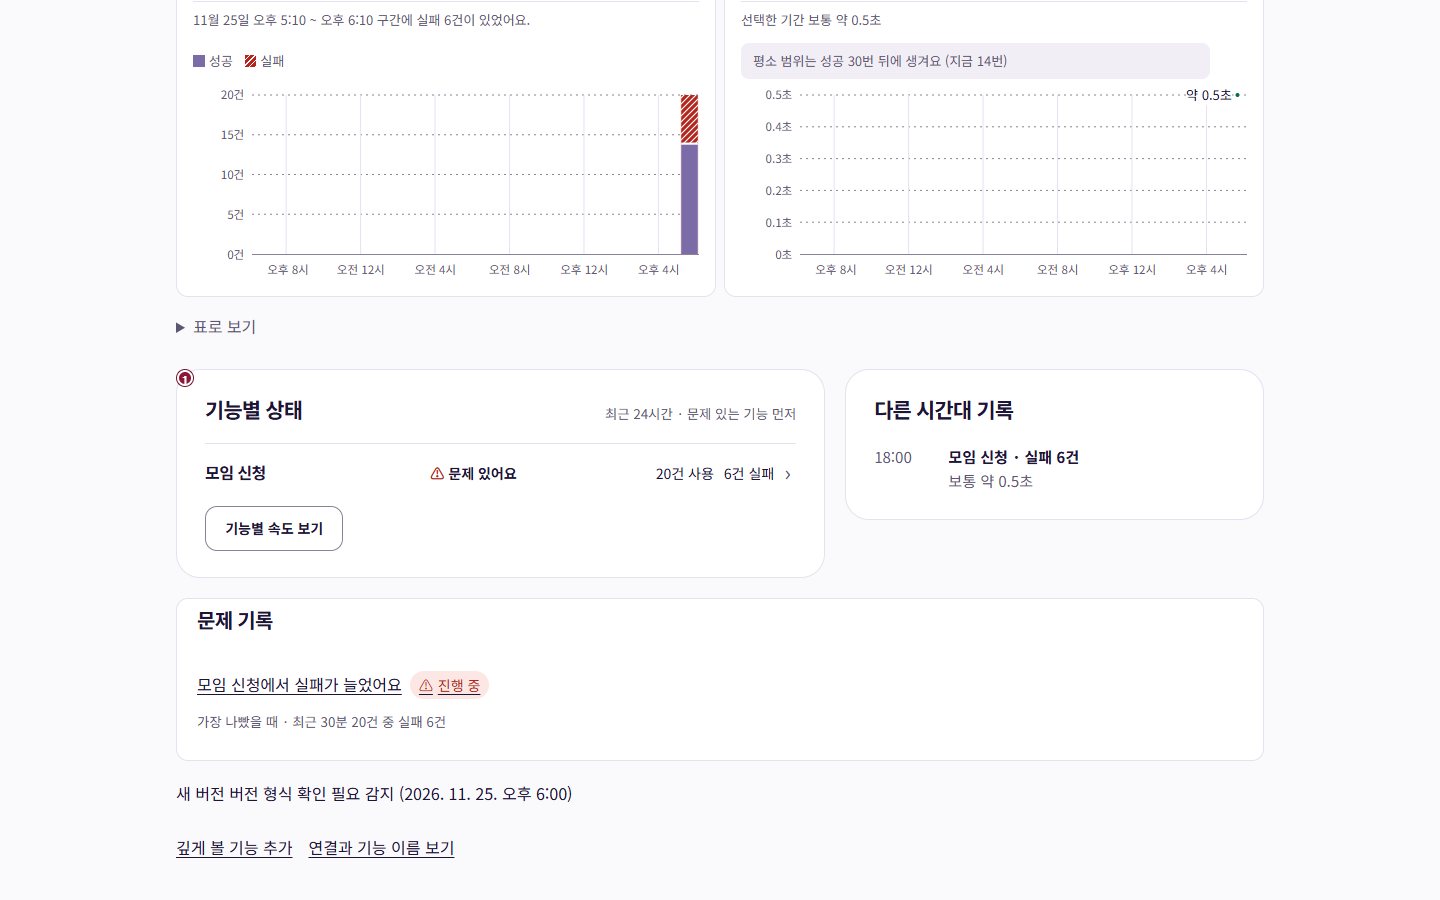 11월 25일 오후 5:10 ~ 오후 6:10 구간에 실패 6건이 있었어요.
성공 실패
20건
15건
10건
5건
0건
오후 8시 오전 12시 오전 4시 오전 8시 오후 12시 오후 4시
선택한 기간 보통 약 0.5초
평소 범위는 성공 30번 뒤에 생겨요 (지금 14번)
약 0.5초
0.5초
0.4초
0.3초
0.2초
0.1초
0초
오후 8시 오전 12시 오전 4시 오전 8시 오후 12시 오후 4시
▶ 표로 보기
1
기능별 상태
최근 24시간 · 문제 있는 기능 먼저
모임 신청 문제 있어요 20건 사용 6건 실패 ›
기능별 속도 보기
다른 시간대 기록
18:00 모임 신청 · 실패 6건
보통 약 0.5초
문제 기록
모임 신청에서 실패가 늘었어요 진행 중
가장 나빴을 때 · 최근 30분 20건 중 실패 6건
새 버전 버전 형식 확인 필요 감지 (2026. 11. 25. 오후 6:00)
깊게 볼 기능 추가 연결과 기능 이름 보기